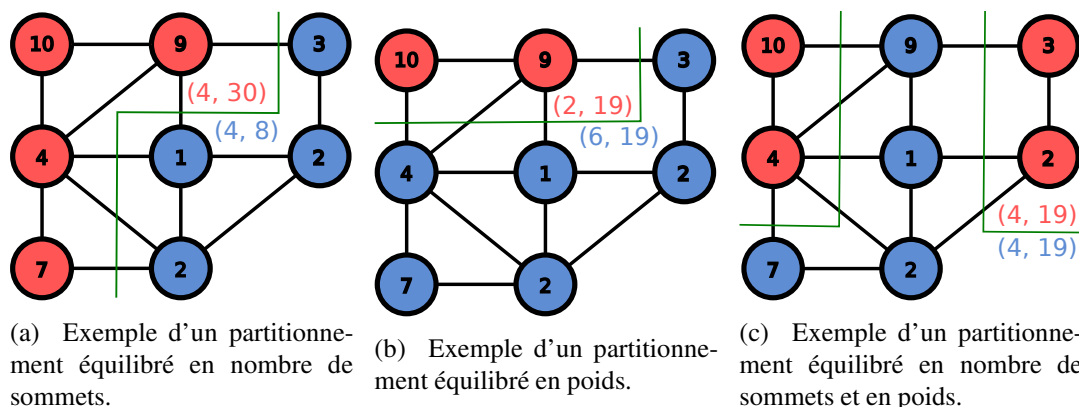 10 9 3
(4, 30)
(4, 8)
4 1 2
7 2
(a) Exemple d'un partitionne-
ment équilibré en nombre de
sommets.
10 9 3
(2, 19)
(6, 19)
4 1 2
7 2
(b) Exemple d'un partitionne-
ment équilibré en poids.
10 9 3
4 1 2
(4, 19)
(4, 19)
7 2
(c) Exemple d'un partitionne-
ment équilibré en nombre de
sommets et en poids.